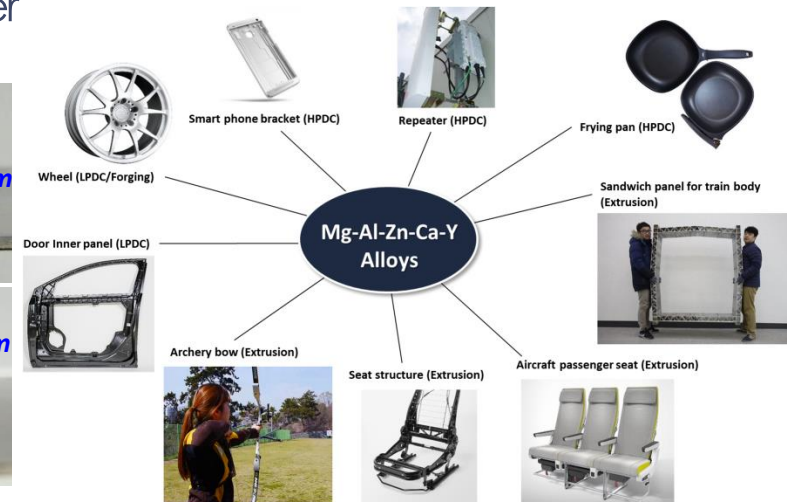 er
Smart phone bracket (HPDC)
Repeater (HPDC)
Frying pan (HPDC)
m
Wheel (LPDC/Forging)
Sandwich panel for train body
(Extrusion)
Mg-Al-Zn-Ca-Y
Alloys
Door Inner panel (LPDC)
m
Archery bow (Extrusion)
Seat structure (Extrusion)
Aircraft passenger seat (Extrusion)